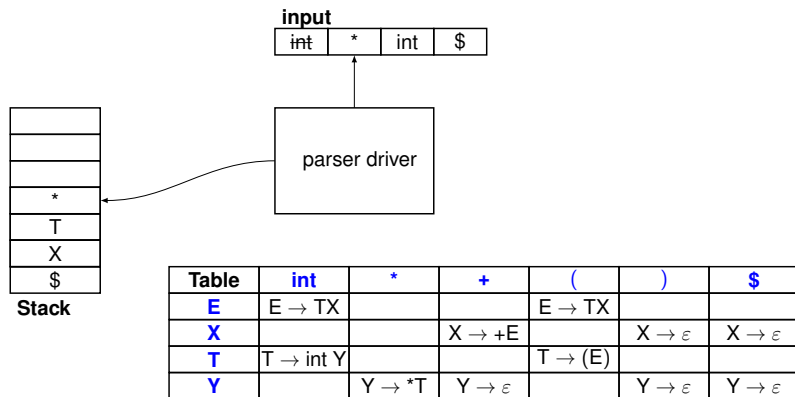 input
int * int $
parser driver
*
T
X
$
Stack
Table int * + ( ) $
E E → TX E → TX
X X → +E X → ε X → ε
T T → int Y T → (E)
Y Y → *T Y → ε Y → ε Y → ε